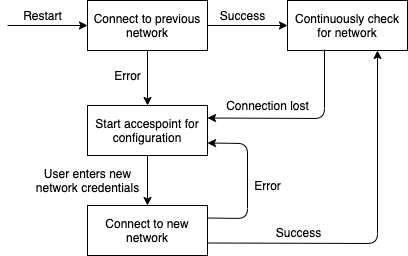 Restart
Connect to previous
network
Success
Continuously check
for network
Error
Connection lost
Start accespoint for
configuration
User enters new
network credentials
Error
Connect to new
network
Success